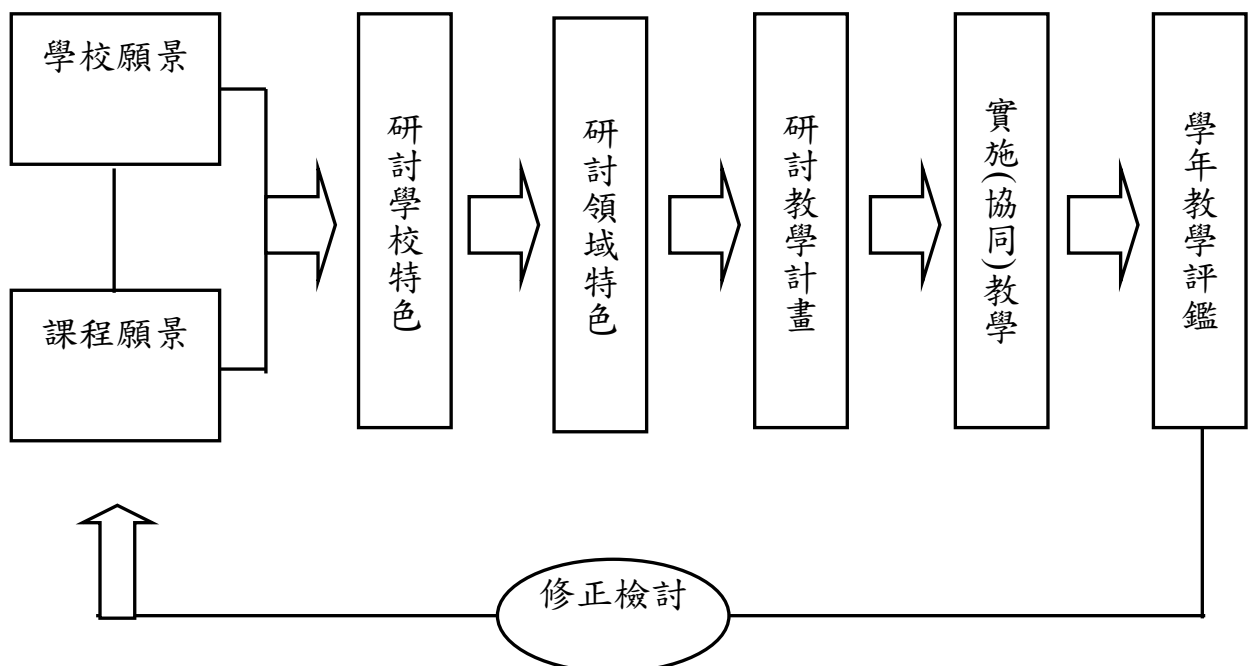 學校願景
課程願景
研討學校特色
研討領域特色
研討教學計畫
實施(協同)教學
學年教學評鑑
修正檢討